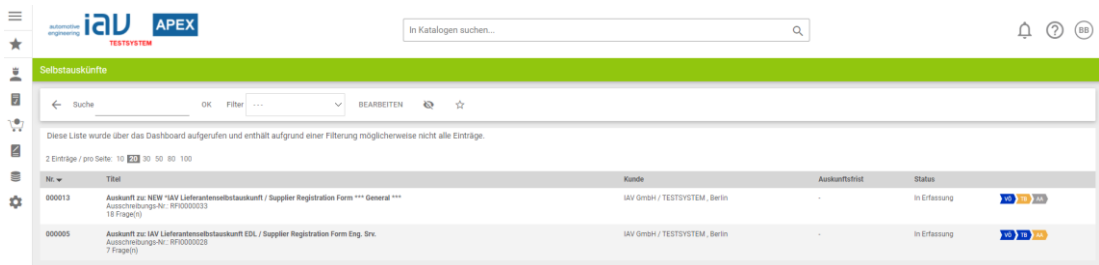 automotive engineering iav APEX
TESTSYSTEM
In Katalogen suchen...
BB
Selbstauskünfte
Suche OK Filter --- BEARBEITEN
Diese Liste wurde über das Dashboard aufgerufen und enthält aufgrund einer Filterung möglicherweise nicht alle Einträge.
2 Einträge / pro Seite: 10 20 30 50 80 100
Nr. Titel Kunde Auskunftsfrist Status
000013 Auskunft zu: NEW *IAV Lieferantenselbstauskunft / Supplier Registration Form *** General *** IAV GmbH / TESTSYSTEM , Berlin - In Erfassung VG TB AA
Ausschreibungs-Nr.: RFI0000033
18 Frage(n)
000005 Auskunft zu: IAV Lieferantenselbstauskunft EDL / Supplier Registration Form Eng. Srv. IAV GmbH / TESTSYSTEM , Berlin - In Erfassung VG TB AA
Ausschreibungs-Nr.: RFI0000028
7 Frage(n)